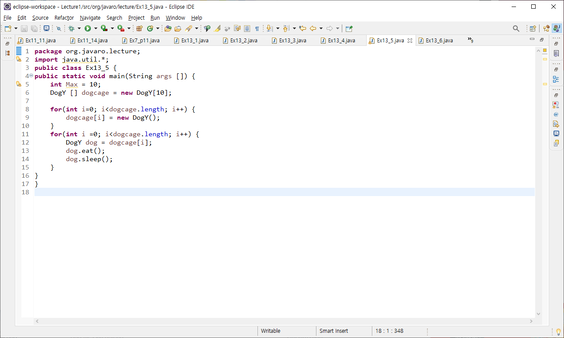 eclipse-workspace - Lecture1/src/org/javaro/lecture/Ex13_5.java - Eclipse IDE
File Edit Source Refactor Navigate Search Project Run Window Help
Ex11_11.java Ex11_14.java Ex7_p11.java Ex13_1.java Ex13_2.java Ex13_3.java Ex13_4.java Ex13_5.java Ex13_6.java
1 package org.javaro.lecture;
2 import java.util.*;
3 public class Ex13_5 {
4 public static void main(String args []) {
5 int Max = 10;
6 DogY [] dogcage = new DogY[10];
7
8 for(int i=0; i<dogcage.length; i++) {
9 dogcage[i] = new DogY();
10 }
11 for(int i =0; i<dogcage.length; i++) {
12 DogY dog = dogcage[i];
13 dog.eat();
14 dog.sleep();
15 }
16 }
17 }
18
Writable Smart Insert 18 : 1 : 348